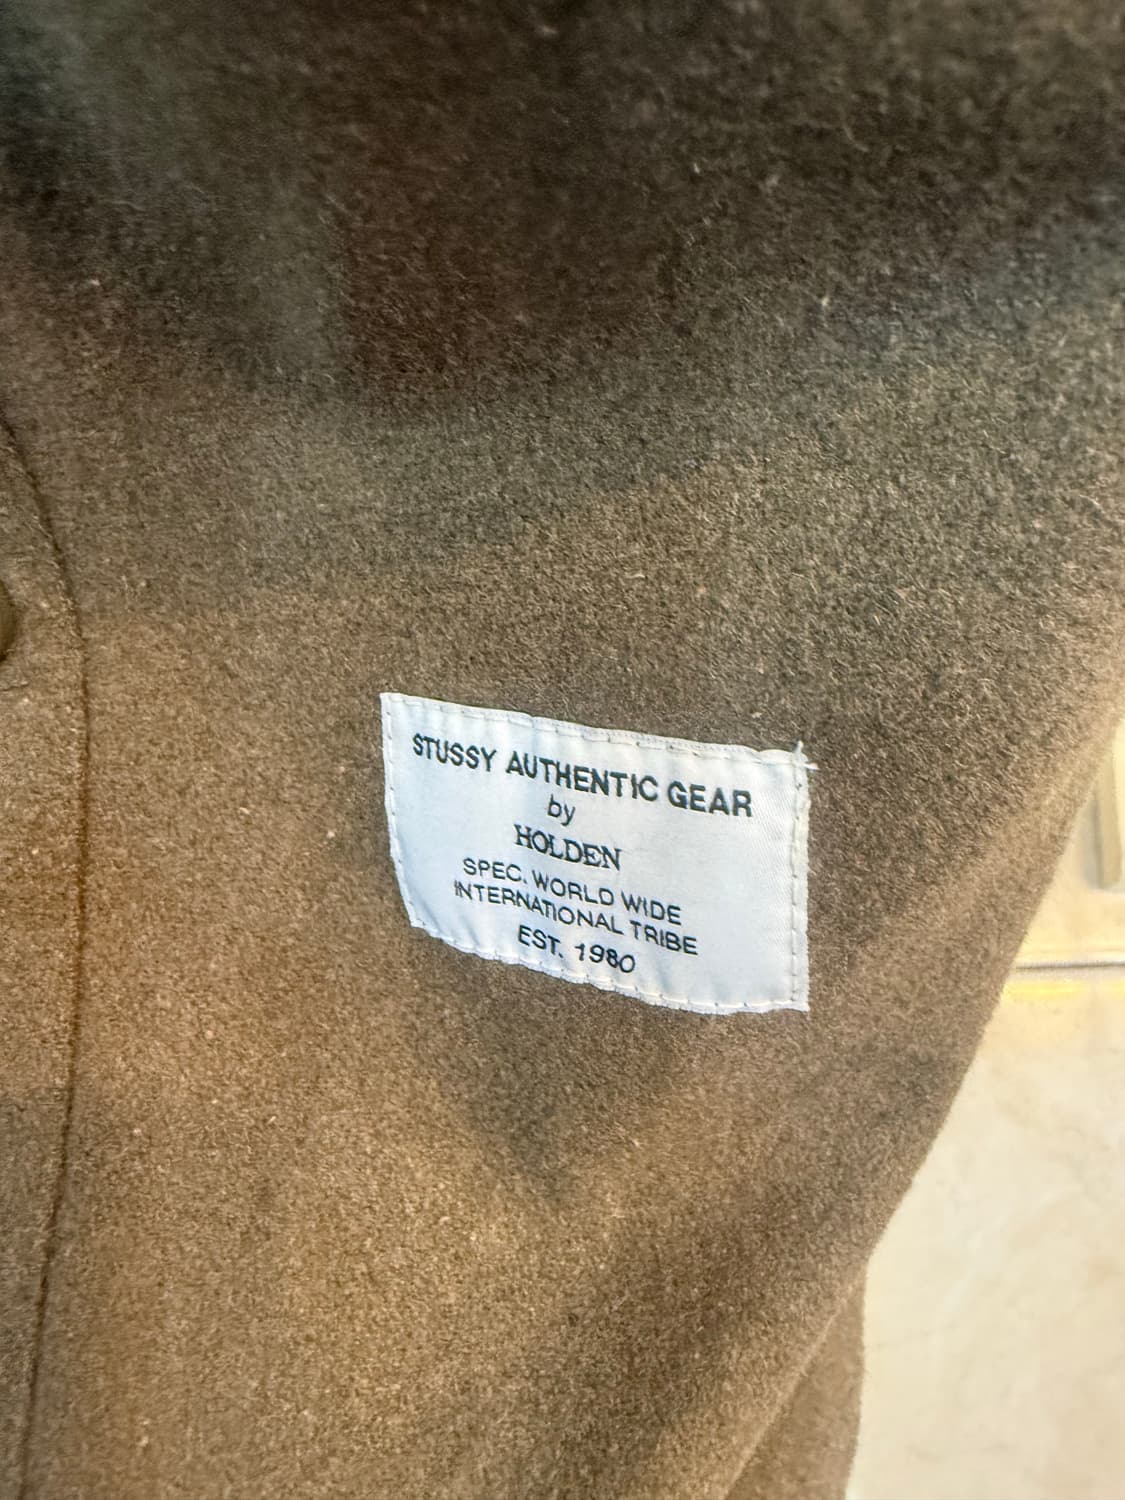 STUSSY AUTHENTIC GEAR
by
HOLDEN
SPEC. WORLD WIDE
INTERNATIONAL TRIBE
EST. 1980